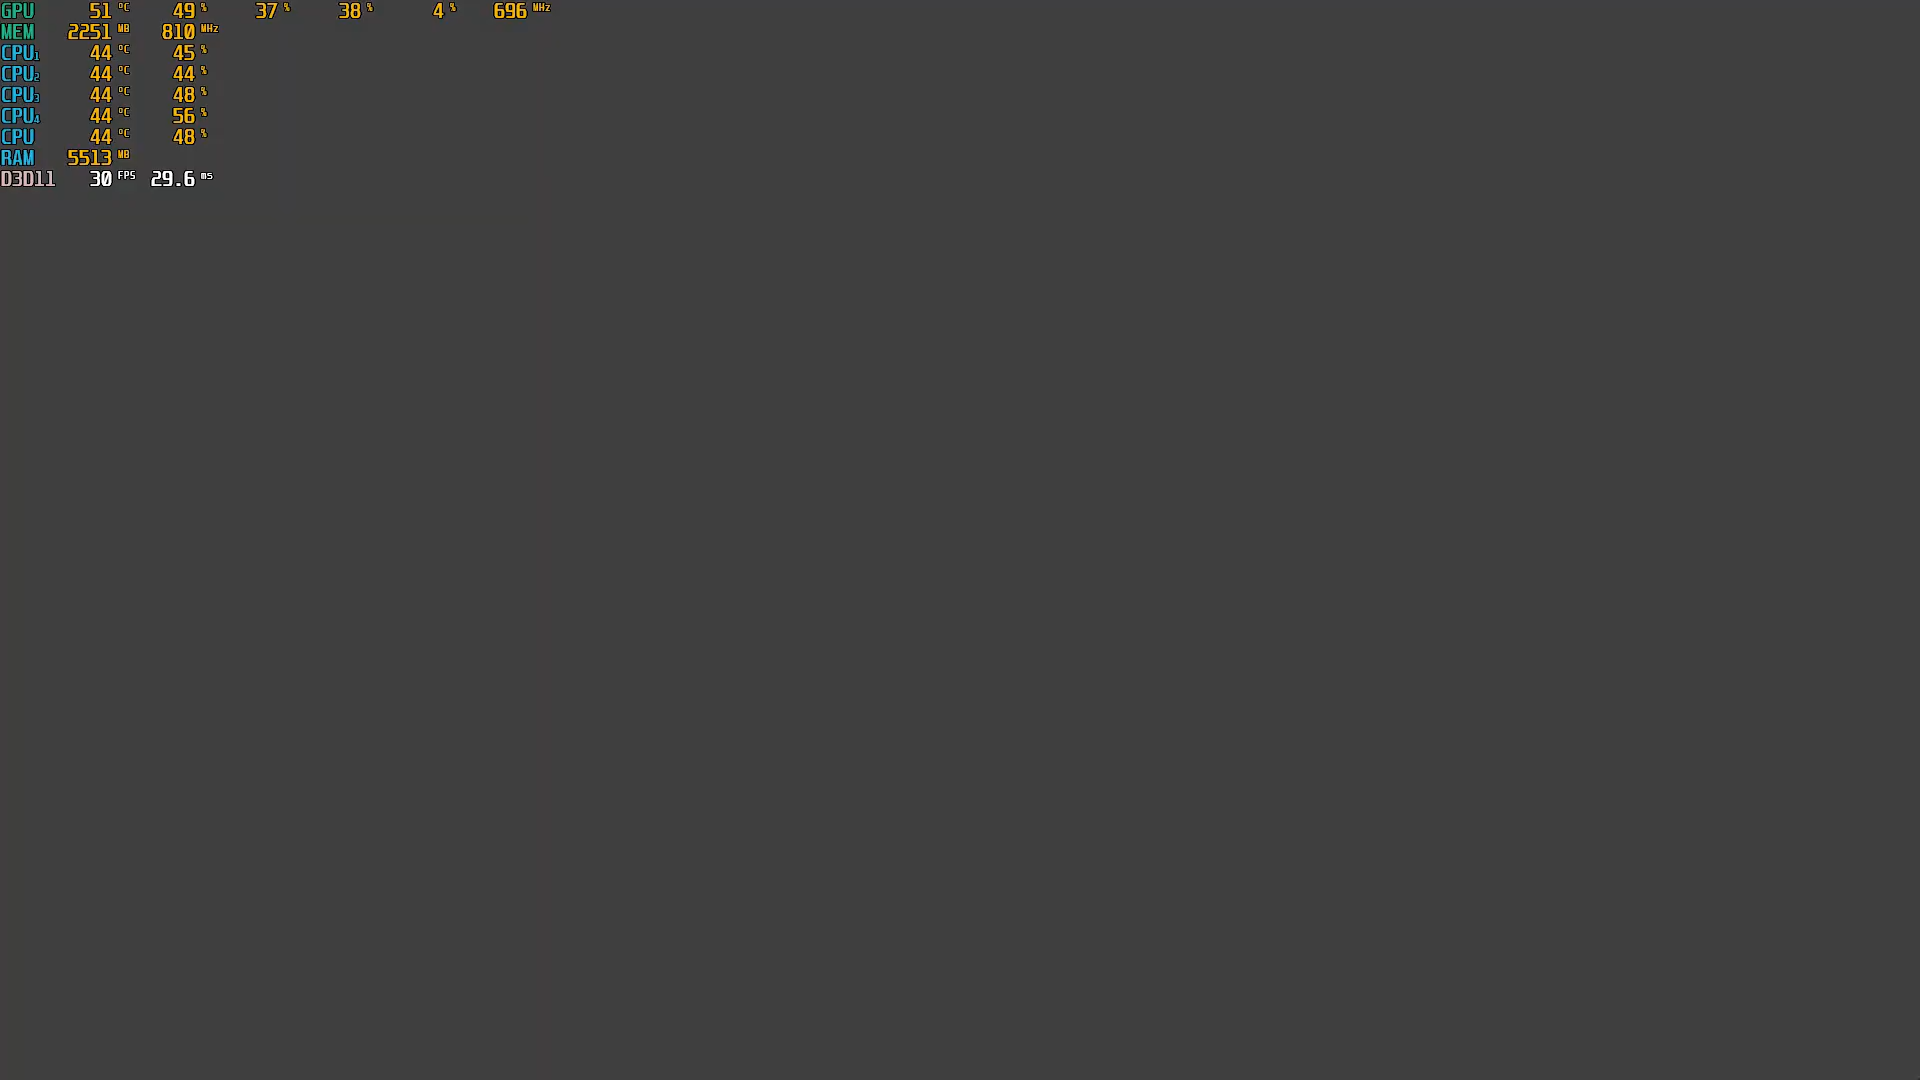 GPU 51 °C 49 % 37 % 38 % 4 % 696 MHz
MEM 2251 MB 810 MHz
CPU1 44 °C 45 %
CPU2 44 °C 44 %
CPU3 44 °C 48 %
CPU4 44 °C 56 %
CPU 44 °C 48 %
RAM 5513 MB
D3D11 30 FPS 29.6 ms